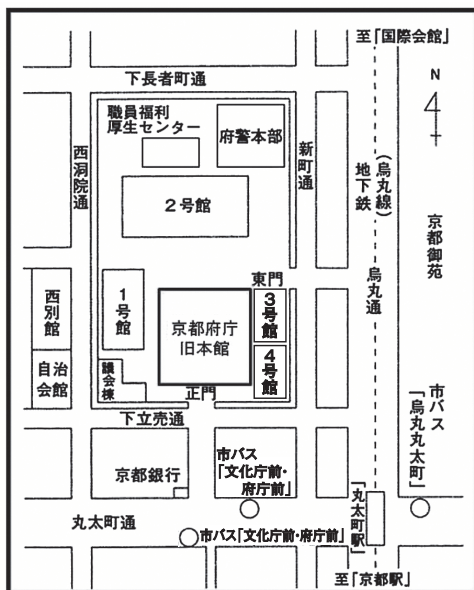 至「国際会館」
下長者町通
N
職員福利
厚生センター
府警本部
西洞院通
新町通
地下鉄
(烏丸線)
烏丸通
京都御苑
2号館
東門
西別館
1号館
京都府庁
旧本館
3号館
自治
会館
議会棟
4号館
正門
下立売通
市バス
「烏丸丸太町」
京都銀行
市バス
「文化庁前・
府庁前」
丸太町通
「丸太町駅」
市バス「文化庁前・府庁前」
至「京都駅」